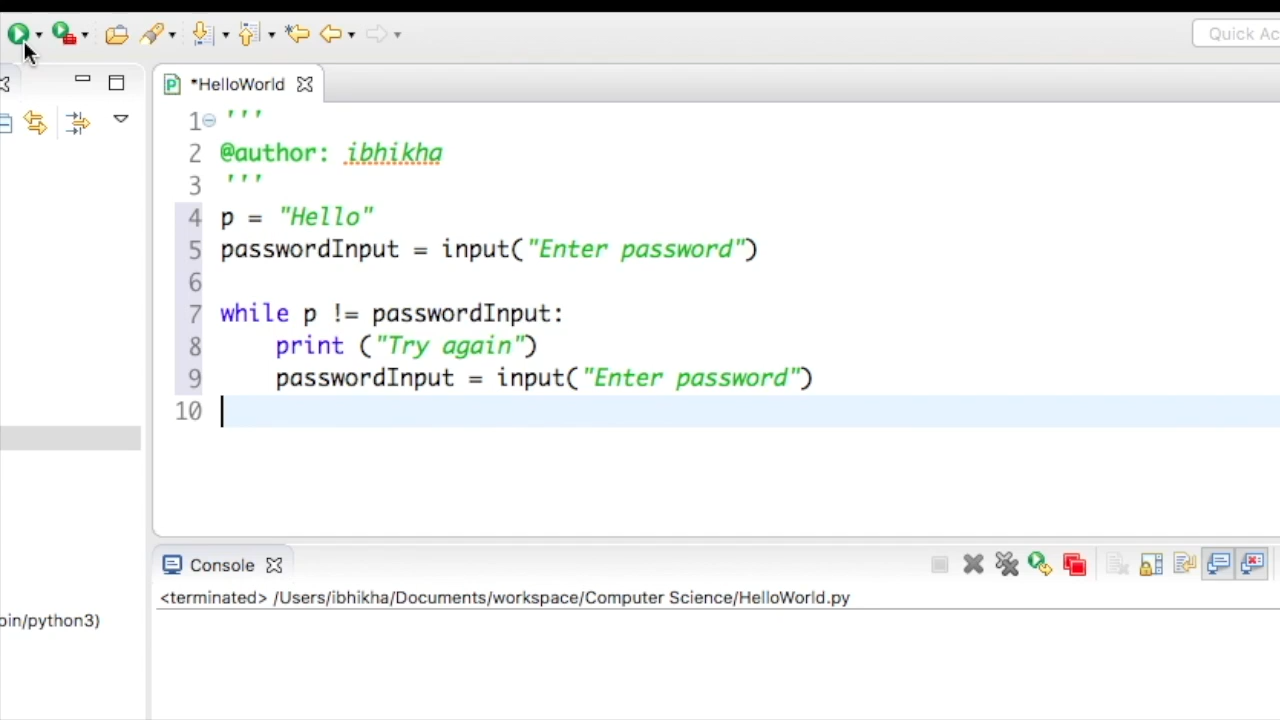 Quick Ac
*HelloWorld
1 '''
2 @author: ibhikha
3 '''
4 p = "Hello"
5 passwordInput = input("Enter password")
6
7 while p != passwordInput:
8 print ("Try again")
9 passwordInput = input("Enter password")
10
Console
<terminated> /Users/ibhikha/Documents/workspace/Computer Science/HelloWorld.py
oin/python3)